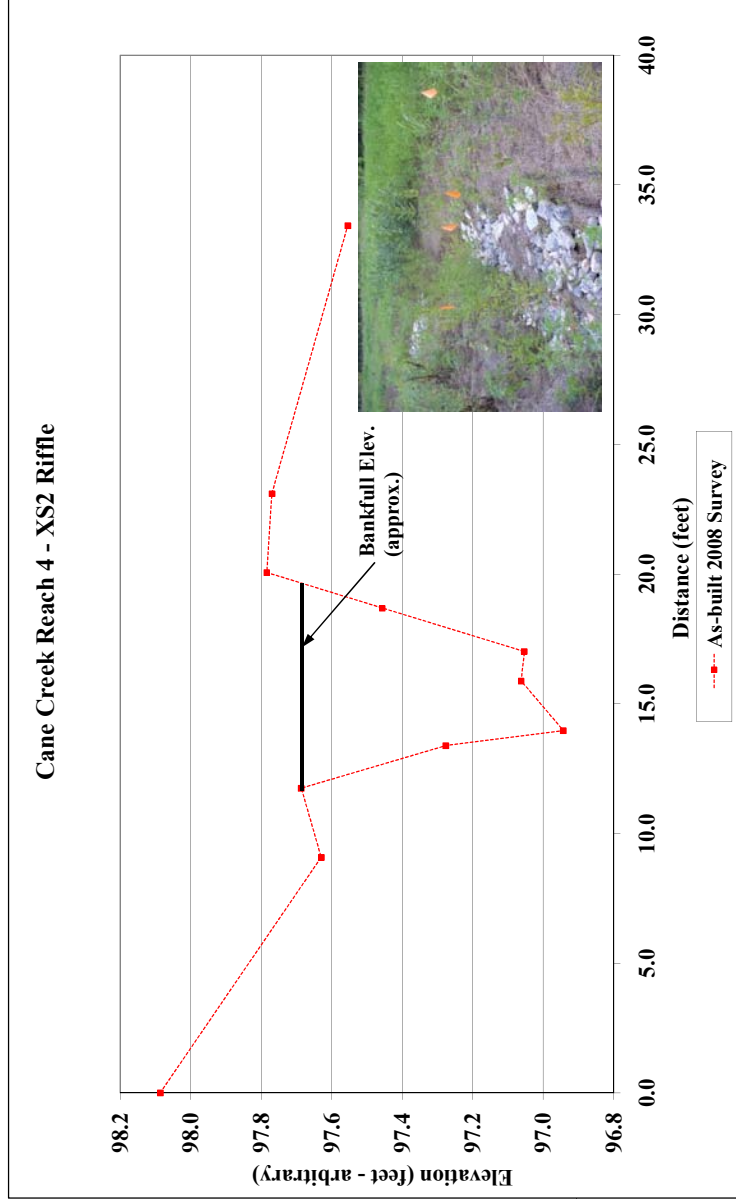 Cane Creek Reach 4 - XS2 Riffle
Elevation (feet - arbitrary)
98.2
98.0
97.8
97.6
97.4
97.2
97.0
96.8
Bankfull Elev.
(approx.)
0.0 5.0 10.0 15.0 20.0 25.0 30.0 35.0 40.0
Distance (feet)
As-built 2008 Survey